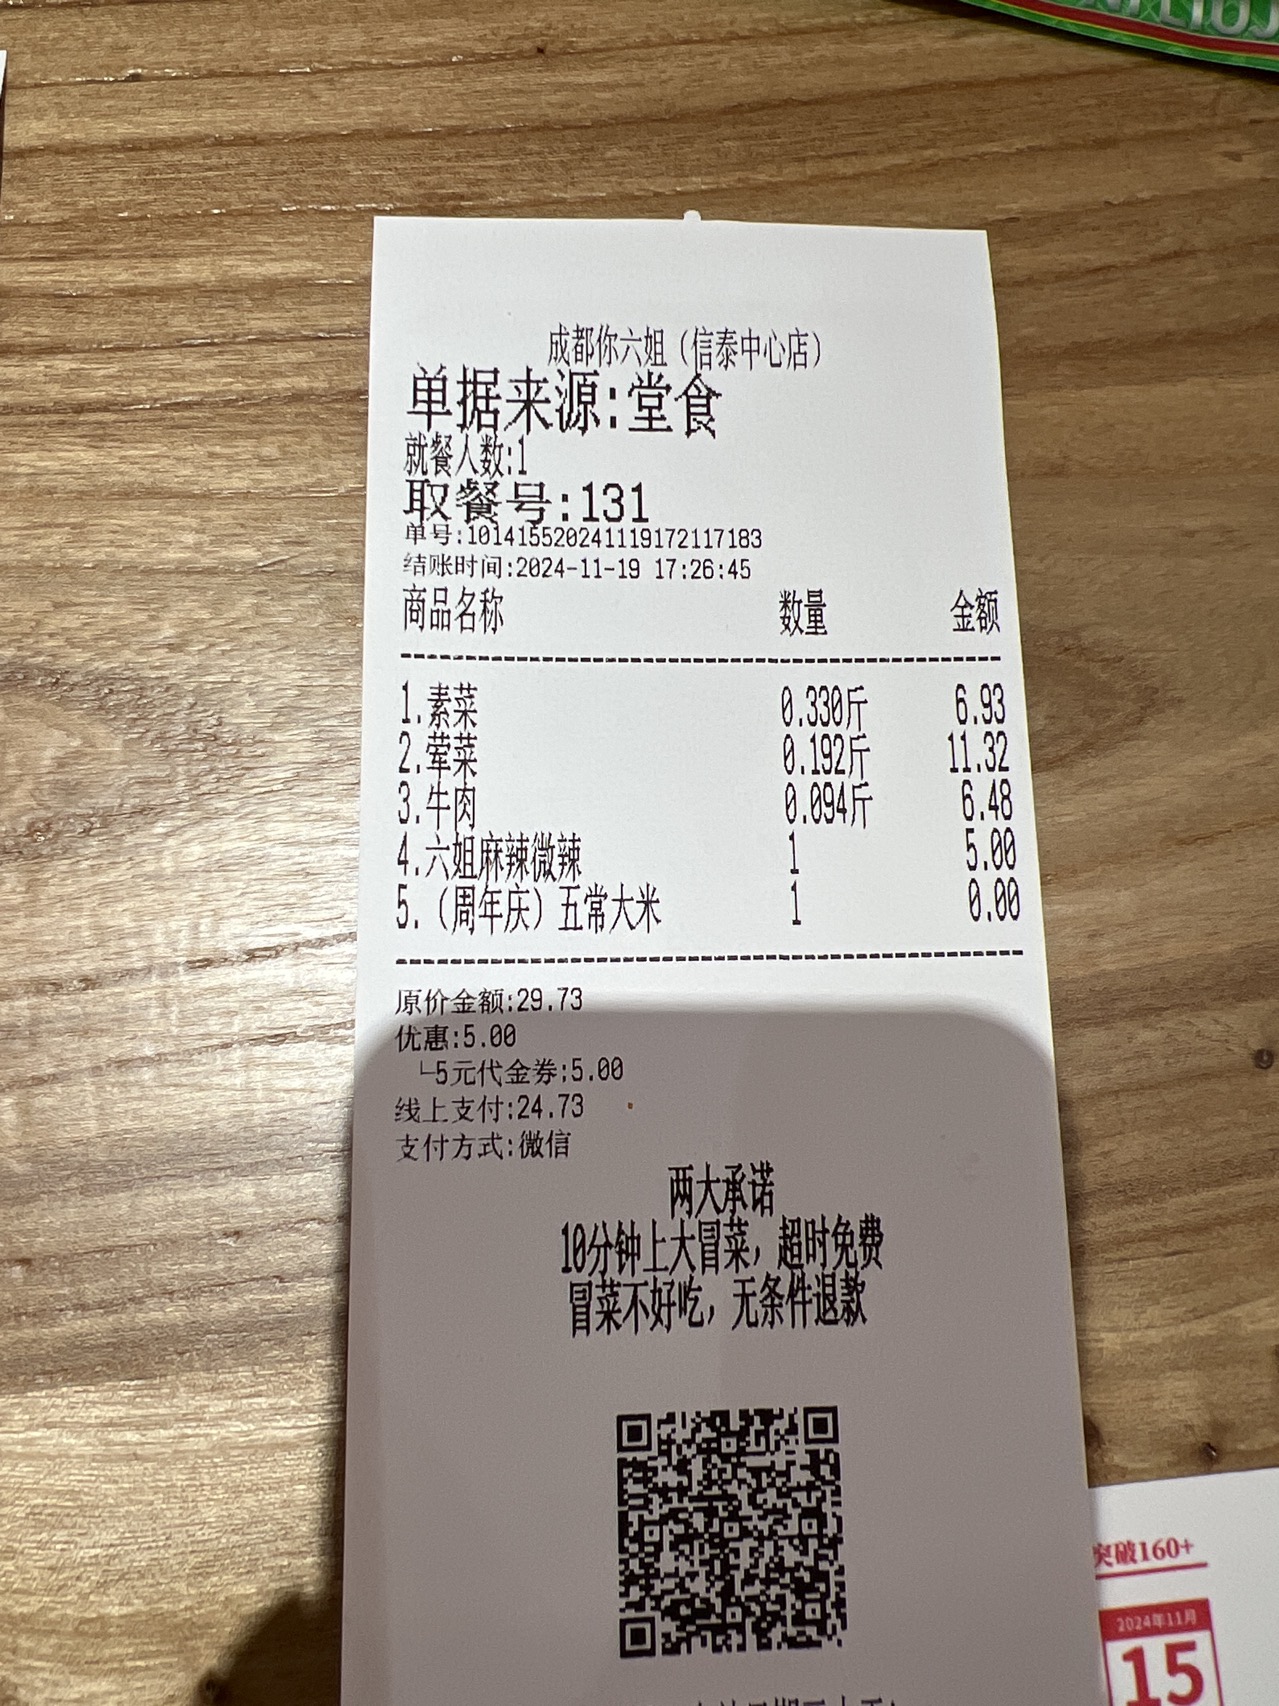 成都你六姐（信泰中心店）
单据来源:堂食
就餐人数:1
取餐号:131
单号:10141552024111917211​7183
结账时间:2024-11-19 17:26:45
商品名称 数量 金额
1.素菜 0.330斤 6.93
2.荤菜 0.192斤 11.32
3.牛肉 0.094斤 6.48
4.六姐麻辣微辣 1 5.00
5.（周年庆）五常大米 1 0.00
原价金额:29.73
优惠:5.00
└5元代金券:5.00
线上支付:24.73
支付方式:微信
两大承诺
10分钟上大冒菜，超时免费
冒菜不好吃，无条件退款
突破160+
2024年11月
15